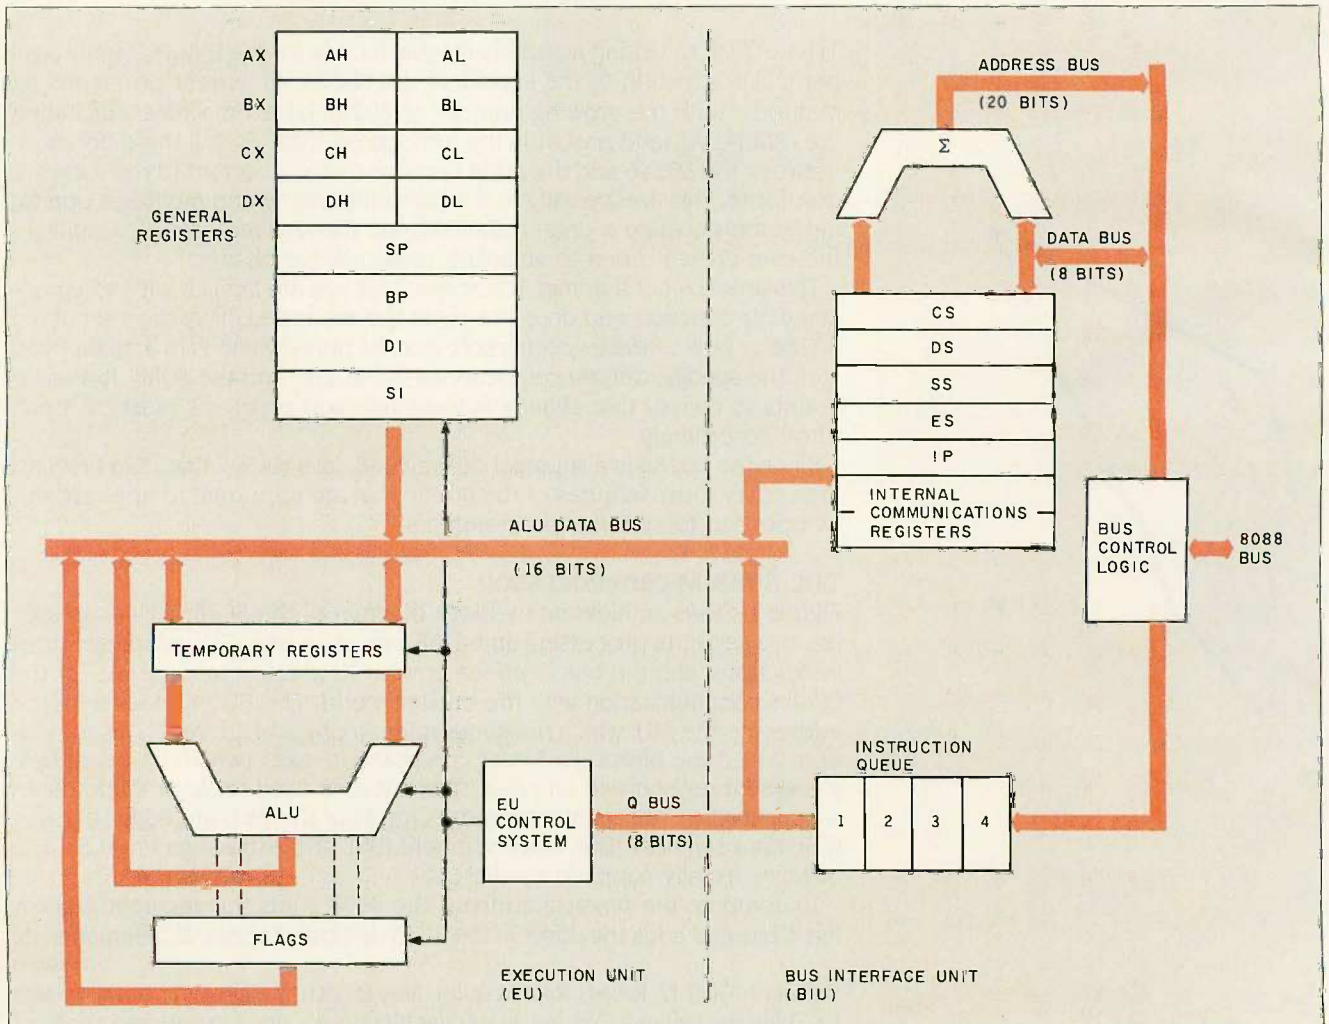 AX AH AL
BX BH BL
CX CH CL
DX DH DL
GENERAL
REGISTERS
SP
BP
DI
SI
ADDRESS BUS
(20 BITS)
Σ
DATA BUS
(8 BITS)
CS
DS
SS
ES
IP
INTERNAL
COMMUNICATIONS
REGISTERS
BUS
CONTROL
LOGIC
8088
BUS
ALU DATA BUS
(16 BITS)
TEMPORARY REGISTERS
ALU
EU
CONTROL
SYSTEM
Q BUS
(8 BITS)
INSTRUCTION
QUEUE
1 2 3 4
FLAGS
EXECUTION UNIT
(EU)
BUS INTERFACE UNIT
(BIU)